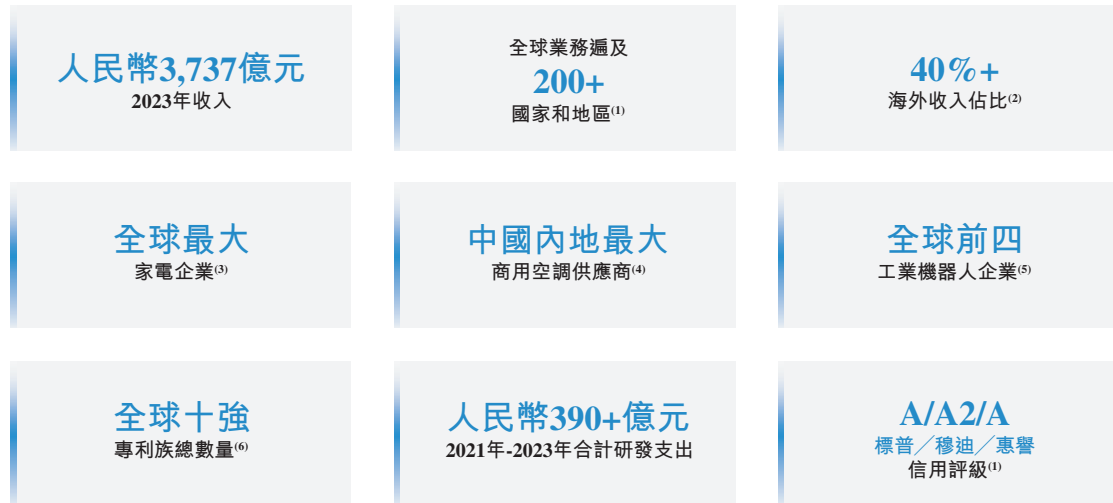 人民幣3,737億元
2023年收入
全球業務遍及
200+
國家和地區(1)
40%+
海外收入佔比(2)
全球最大
家電企業(3)
中國內地最大
商用空調供應商(4)
全球前四
工業機器人企業(5)
全球十強
專利族總數量(6)
人民幣390+億元
2021年-2023年合計研發支出
A/A2/A
標普╱穆迪╱惠譽
信用評級(1)